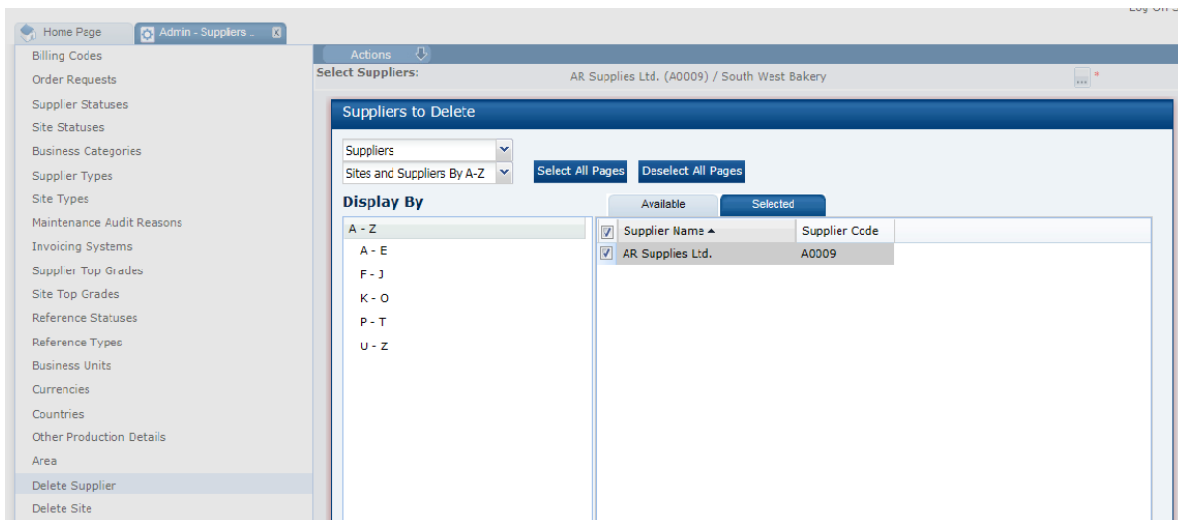 Home Page
Admin - Suppliers ..
Billing Codes
Order Requests
Supplier Statuses
Site Statuses
Business Categories
Supplier Types
Site Types
Maintenance Audit Reasons
Invoicing Systems
Supplier Top Grades
Site Top Grades
Reference Statuses
Reference Types
Business Units
Currencies
Countries
Other Production Details
Area
Delete Supplier
Delete Site
Actions
Select Suppliers:
AR Supplies Ltd. (A0009) / South West Bakery
... *
Suppliers to Delete
Suppliers
Sites and Suppliers By A-Z
Select All Pages
Deselect All Pages
Display By
A - Z
A - E
F - J
K - O
P - T
U - Z
Available
Selected
Supplier Name
Supplier Code
AR Supplies Ltd.
A0009